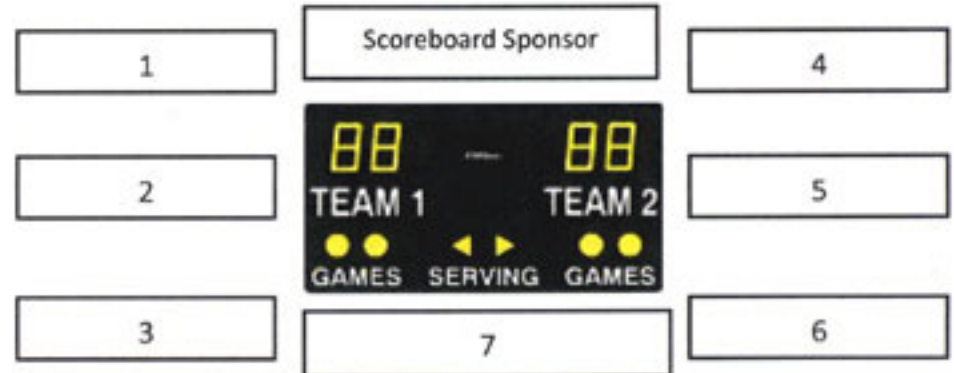 Scoreboard Sponsor
1
4
88
88
2
5
TEAM 1
TEAM 2
GAMES
SERVING
GAMES
3
6
7